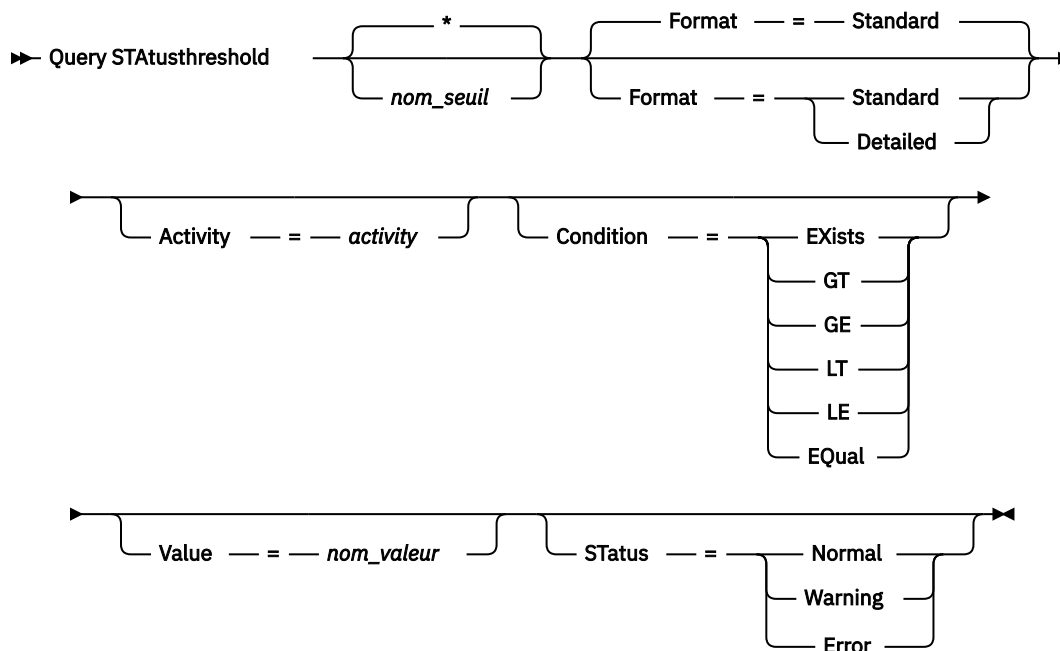 *
Format = Standard
Query STAtusthreshold
nom_seuil
Format = Standard
Detailed
Activity = activity
Condition = EXists
GT
GE
LT
LE
EQual
Value = nom_valeur
STatus = Normal
Warning
Error